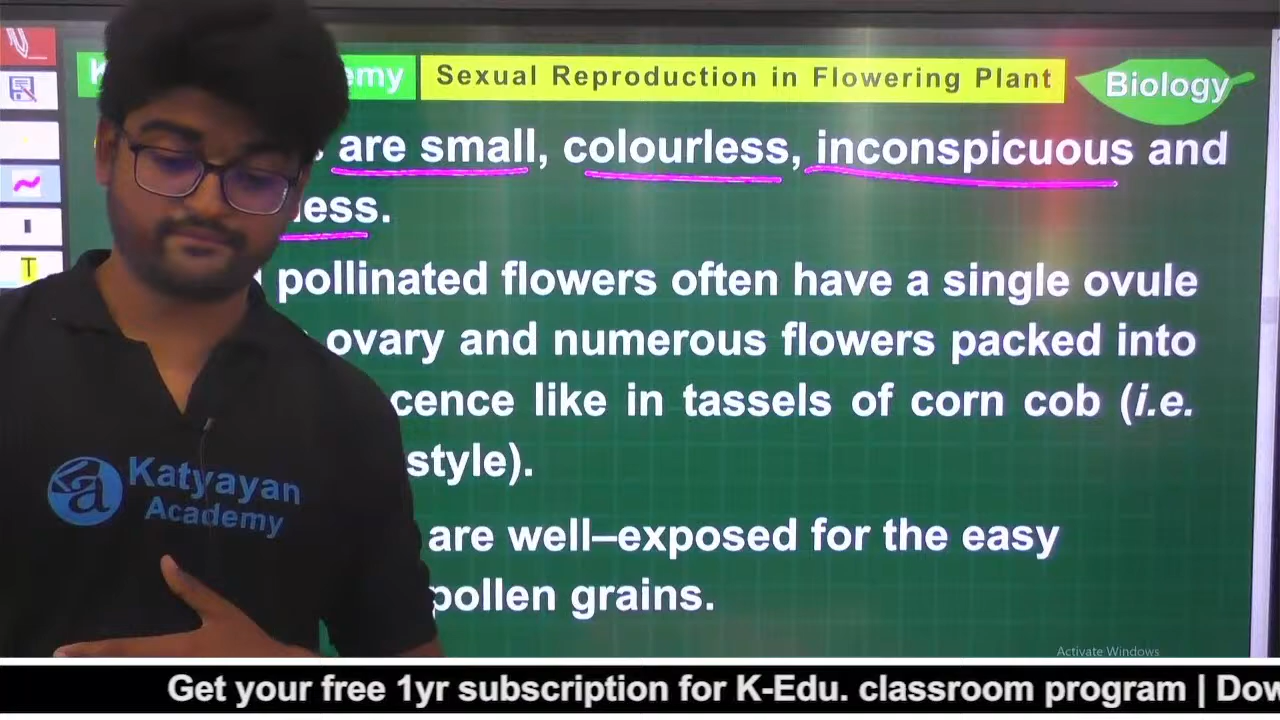 emy Sexual Reproduction in Flowering Plant Biology
are small, colourless, inconspicuous and
less.
pollinated flowers often have a single ovule
ovary and numerous flowers packed into
cence like in tassels of corn cob (i.e.
style).
are well–exposed for the easy
pollen grains.
Katyayan
Academy
T
Activate Windows
Get your free 1yr subscription for K-Edu. classroom program | Dow